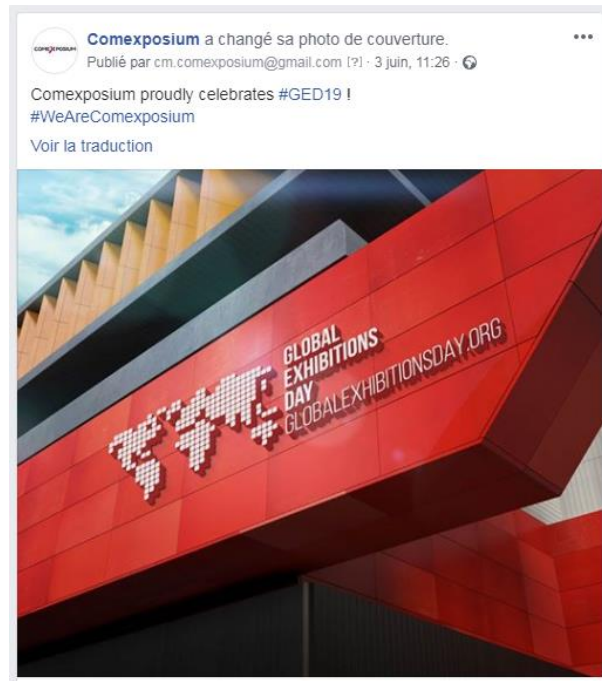 COMEXPOSIUM
Comexposium a changé sa photo de couverture.
Publié par cm.comexposium@gmail.com [?] · 3 juin, 11:26 ·
Comexposium proudly celebrates #GED19 !
#WeAreComexposium
Voir la traduction
GLOBAL
EXHIBITIONS
DAY
GLOBALEXHIBITIONSDAY.ORG